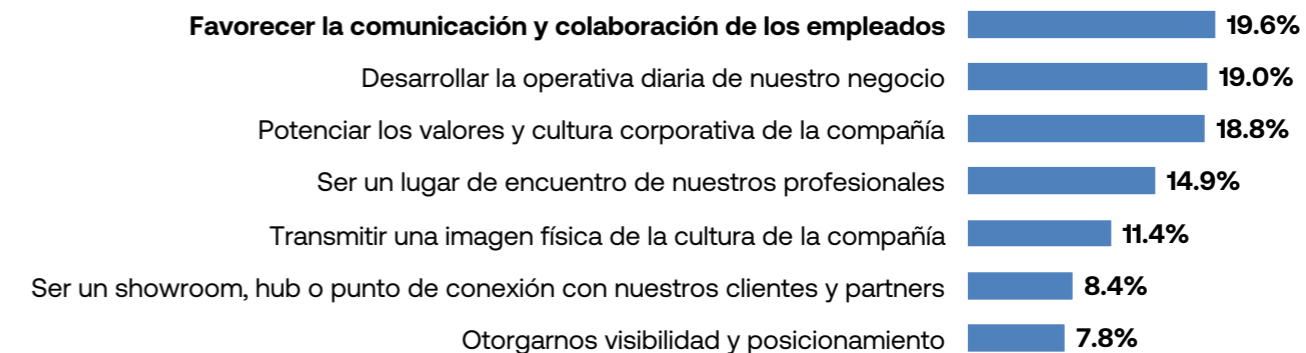 Favorecer la comunicación y colaboración de los empleados 19.6%
Desarrollar la operativa diaria de nuestro negocio 19.0%
Potenciar los valores y cultura corporativa de la compañía 18.8%
Ser un lugar de encuentro de nuestros profesionales 14.9%
Transmitir una imagen física de la cultura de la compañía 11.4%
Ser un showroom, hub o punto de conexión con nuestros clientes y partners 8.4%
Otorgarnos visibilidad y posicionamiento 7.8%